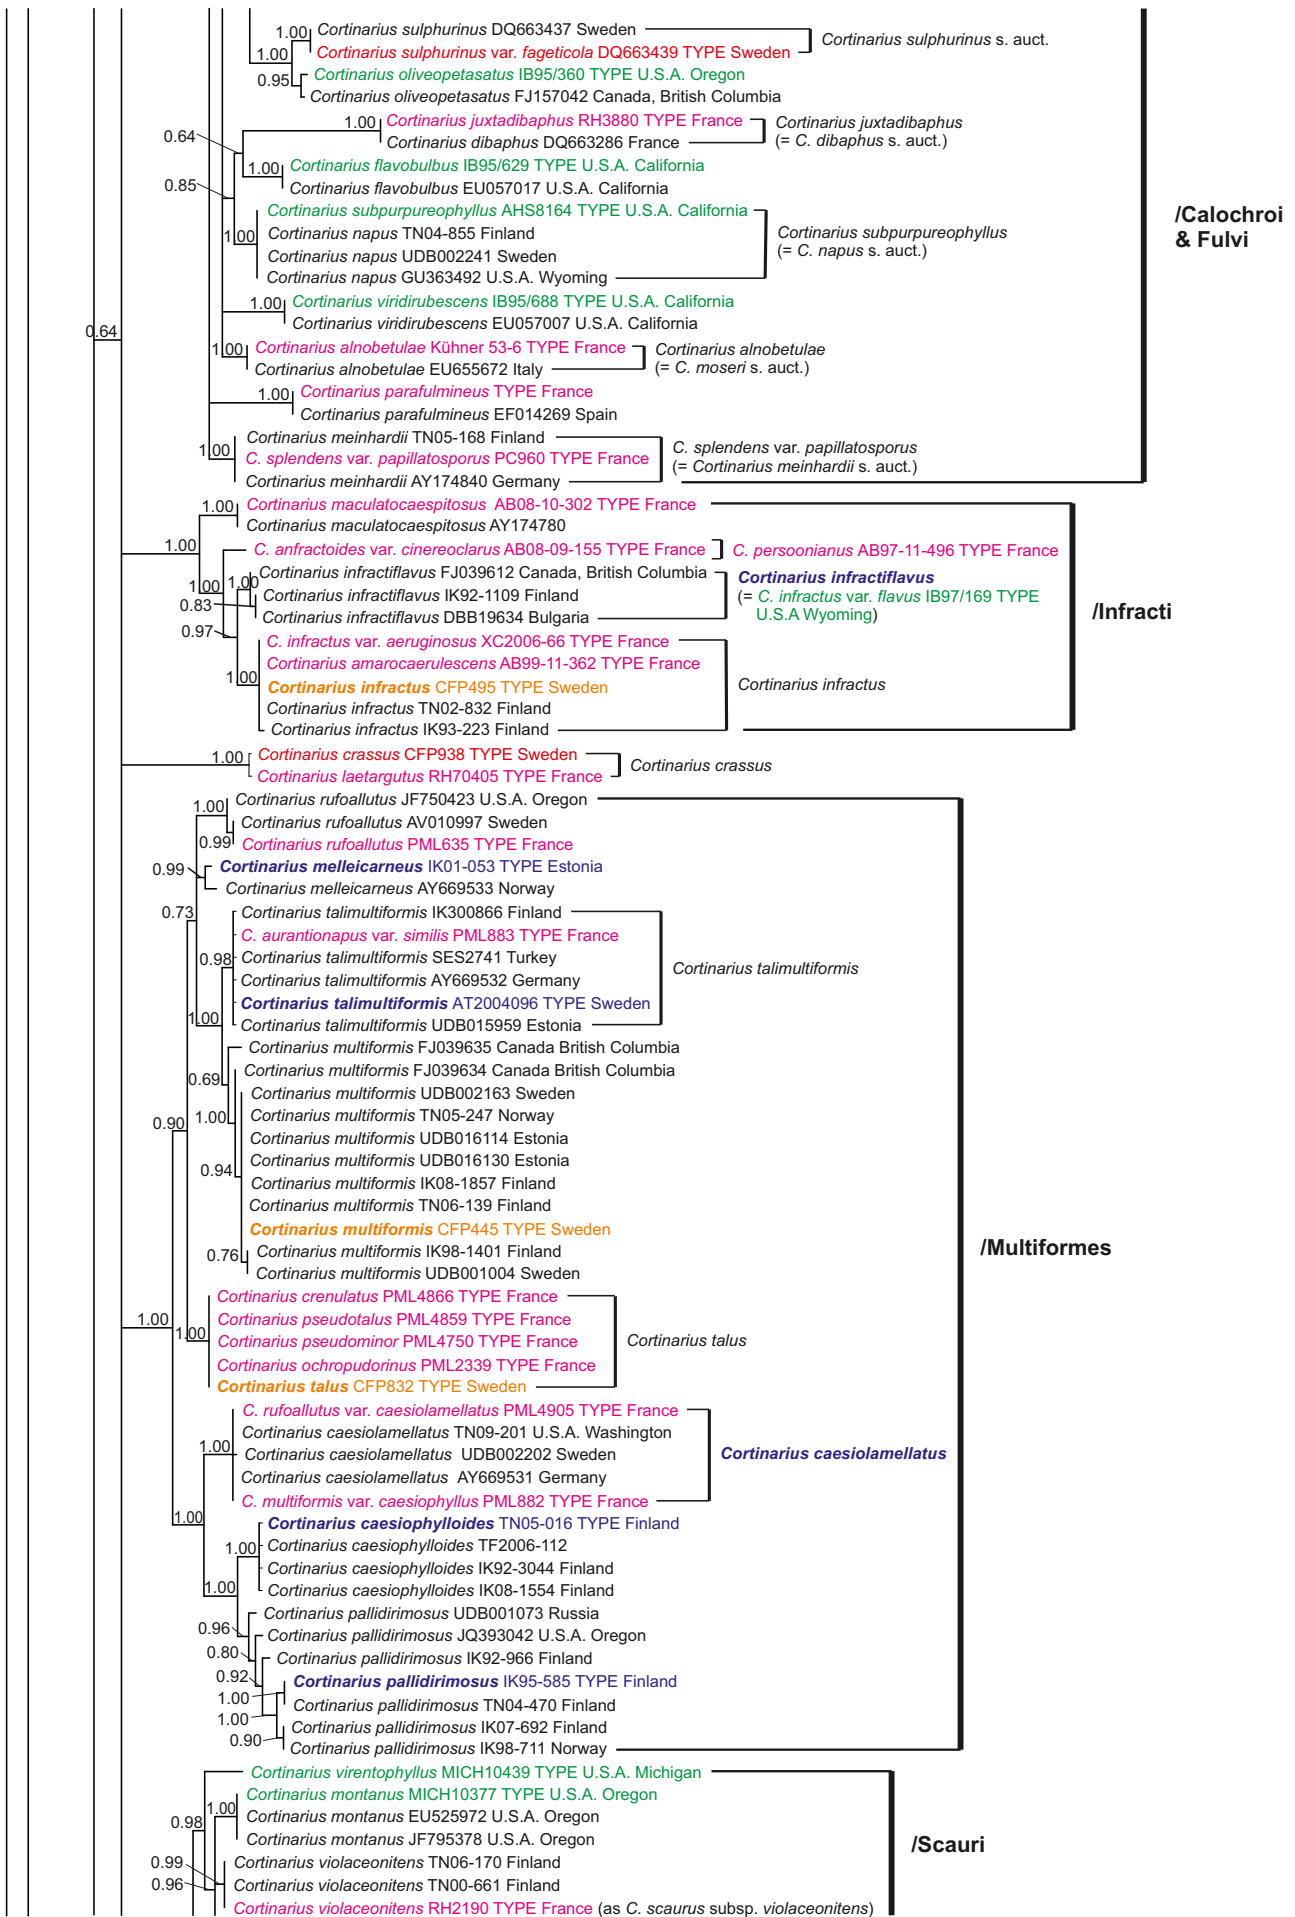 1.00 Cortinarius sulphurinus DQ663437 Sweden
Cortinarius sulphurinus s. auct.
1.00 Cortinarius sulphurinus var. fageticola DQ663439 TYPE Sweden
Cortinarius oliveopetasatus IB95/360 TYPE U.S.A. Oregon
0.95 Cortinarius oliveopetasatus FJ157042 Canada, British Columbia
1.00 Cortinarius juxtadibaphus RH3880 TYPE France
Cortinarius juxtadibaphus
0.64 Cortinarius dibaphus DQ663286 France
(= C. dibaphus s. auct.)
1.00 Cortinarius flavobulbus IB95/629 TYPE U.S.A. California
0.85 Cortinarius flavobulbus EU057017 U.S.A. California
Cortinarius subpurpureophyllus AHS8164 TYPE U.S.A. California
/Calochroi
& Fulvi
1.00 Cortinarius napus TN04-855 Finland
Cortinarius subpurpureophyllus
(= C. napus s. auct.)
Cortinarius napus UDB002241 Sweden
Cortinarius napus GU363492 U.S.A. Wyoming
1.00 Cortinarius viridirubescens IB95/688 TYPE U.S.A. California
Cortinarius viridirubescens EU057007 U.S.A. California
0.64
1.00 Cortinarius alnobetulae Kühner 53-6 TYPE France
Cortinarius alnobetulae
(= C. moseri s. auct.)
Cortinarius alnobetulae EU655672 Italy
1.00 Cortinarius parafulmineus TYPE France
Cortinarius parafulmineus EF014269 Spain
Cortinarius meinhardii TN05-168 Finland
C. splendens var. papillatosporus
(= Cortinarius meinhardii s. auct.)
1.00 C. splendens var. papillatosporus PC960 TYPE France
Cortinarius meinhardii AY174840 Germany
1.00 Cortinarius maculatocaespitosus AB08-10-302 TYPE France
Cortinarius maculatocaespitosus AY174780
1.00
C. anfractoides var. cinereoclarus AB08-09-155 TYPE France
C. persoonianus AB97-11-496 TYPE France
1.00 1.00 Cortinarius infractiflavus FJ039612 Canada, British Columbia
Cortinarius infractiflavus
(= C. infractus var. flavus IB97/169 TYPE
U.S.A Wyoming)
0.83 Cortinarius infractiflavus IK92-1109 Finland
Cortinarius infractiflavus DBB19634 Bulgaria
/Infracti
0.97
C. infractus var. aeruginosus XC2006-66 TYPE France
Cortinarius amarocaerulescens AB99-11-362 TYPE France
1.00 Cortinarius infractus CFP495 TYPE Sweden
Cortinarius infractus
Cortinarius infractus TN02-832 Finland
Cortinarius infractus IK93-223 Finland
1.00 Cortinarius crassus CFP938 TYPE Sweden
Cortinarius crassus
Cortinarius laetargutus RH70405 TYPE France
1.00 Cortinarius rufoallutus JF750423 U.S.A. Oregon
Cortinarius rufoallutus AV010997 Sweden
0.99 Cortinarius rufoallutus PML635 TYPE France
0.99 Cortinarius melleicarneus IK01-053 TYPE Estonia
Cortinarius melleicarneus AY669533 Norway
0.73 Cortinarius talimultiformis IK300866 Finland
C. aurantionapus var. similis PML883 TYPE France
0.98 Cortinarius talimultiformis SES2741 Turkey
Cortinarius talimultiformis
Cortinarius talimultiformis AY669532 Germany
Cortinarius talimultiformis AT2004096 TYPE Sweden
1.00 Cortinarius talimultiformis UDB015959 Estonia
Cortinarius multiformis FJ039635 Canada British Columbia
0.69 Cortinarius multiformis FJ039634 Canada British Columbia
Cortinarius multiformis UDB002163 Sweden
1.00 Cortinarius multiformis TN05-247 Norway
0.90 Cortinarius multiformis UDB016114 Estonia
Cortinarius multiformis UDB016130 Estonia
0.94 Cortinarius multiformis IK08-1857 Finland
Cortinarius multiformis TN06-139 Finland
Cortinarius multiformis CFP445 TYPE Sweden
0.76 Cortinarius multiformis IK98-1401 Finland
/Multiformes
Cortinarius multiformis UDB001004 Sweden
Cortinarius crenulatus PML4866 TYPE France
1.00 Cortinarius pseudotalus PML4859 TYPE France
1.00 Cortinarius pseudominor PML4750 TYPE France
Cortinarius talus
Cortinarius ochropudorinus PML2339 TYPE France
Cortinarius talus CFP832 TYPE Sweden
C. rufoallutus var. caesiolamellatus PML4905 TYPE France
Cortinarius caesiolamellatus TN09-201 U.S.A. Washington
1.00 Cortinarius caesiolamellatus UDB002202 Sweden
Cortinarius caesiolamellatus
Cortinarius caesiolamellatus AY669531 Germany
C. multiformis var. caesiophyllus PML882 TYPE France
1.00 Cortinarius caesiophylloides TN05-016 TYPE Finland
1.00 Cortinarius caesiophylloides TF2006-112
Cortinarius caesiophylloides IK92-3044 Finland
1.00 Cortinarius caesiophylloides IK08-1554 Finland
Cortinarius pallidirimosus UDB001073 Russia
0.96 Cortinarius pallidirimosus JQ393042 U.S.A. Oregon
0.80 Cortinarius pallidirimosus IK92-966 Finland
0.92 Cortinarius pallidirimosus IK95-585 TYPE Finland
1.00 Cortinarius pallidirimosus TN04-470 Finland
1.00 Cortinarius pallidirimosus IK07-692 Finland
0.90 Cortinarius pallidirimosus IK98-711 Norway
Cortinarius virentophyllus MICH10439 TYPE U.S.A. Michigan
Cortinarius montanus MICH10377 TYPE U.S.A. Oregon
0.98 1.00 Cortinarius montanus EU525972 U.S.A. Oregon
Cortinarius montanus JF795378 U.S.A. Oregon
/Scauri
0.99 Cortinarius violaceonitens TN06-170 Finland
0.96 Cortinarius violaceonitens TN00-661 Finland
Cortinarius violaceonitens RH2190 TYPE France (as C. scaurus subsp. violaceonitens)